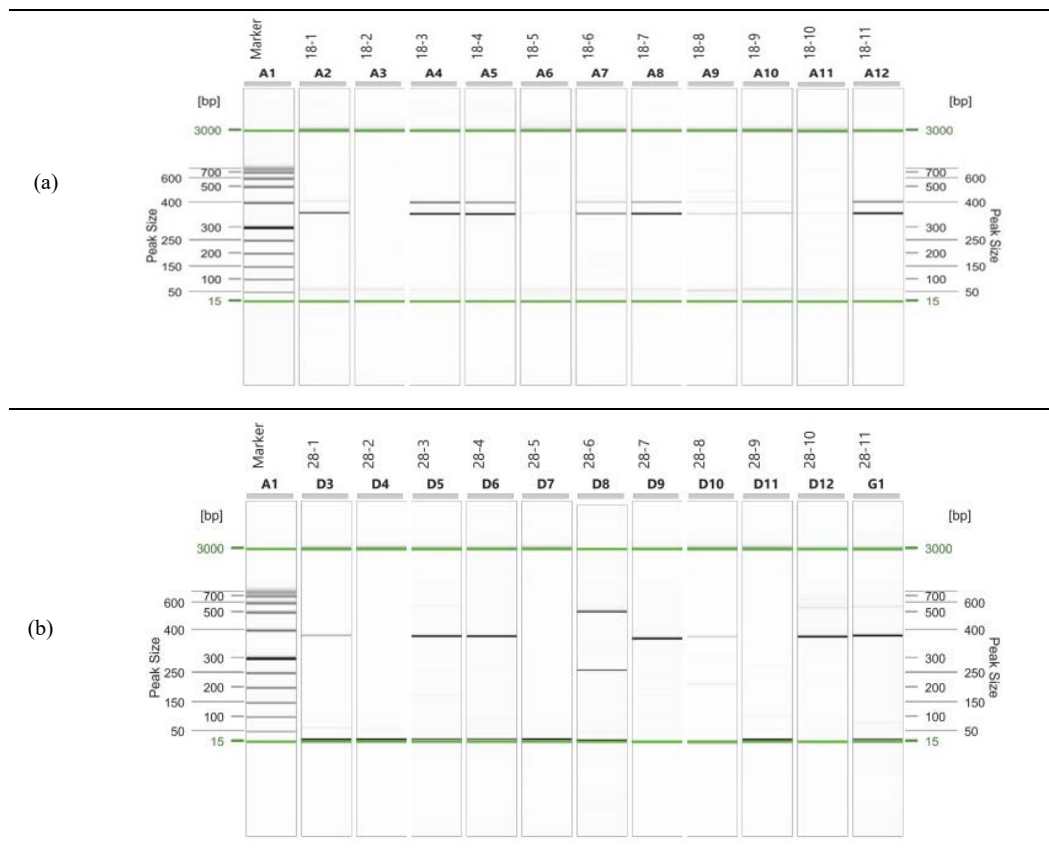 Marker 18-1 18-2 18-3 18-4 18-5 18-6 18-7 18-8 18-9 18-10 18-11
A1 A2 A3 A4 A5 A6 A7 A8 A9 A10 A11 A12
[bp] [bp]
3000 3000
700 700
600 600
500 500
(a)
400 400
300 300
250 250
200 200
150 150
100 100
50 50
15 15
Peak Size Peak Size
Marker 28-1 28-2 28-3 28-4 28-5 28-6 28-7 28-8 28-9 28-10 28-11
A1 D3 D4 D5 D6 D7 D8 D9 D10 D11 D12 G1
[bp] [bp]
3000 3000
700 700
600 600
500 500
(b)
400 400
300 300
250 250
200 200
150 150
100 100
50 50
15 15
Peak Size Peak Size